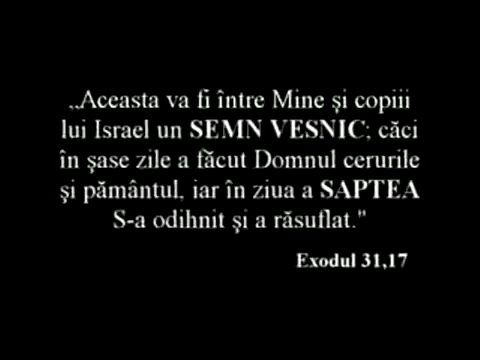 „Aceasta va fi între Mine şi copiii
lui Israel un SEMN VESNIC; căci
în şase zile a făcut Domnul cerurile
şi pământul, iar în ziua a SAPTEA
S-a odihnit şi a răsuflat."
Exodul 31,17